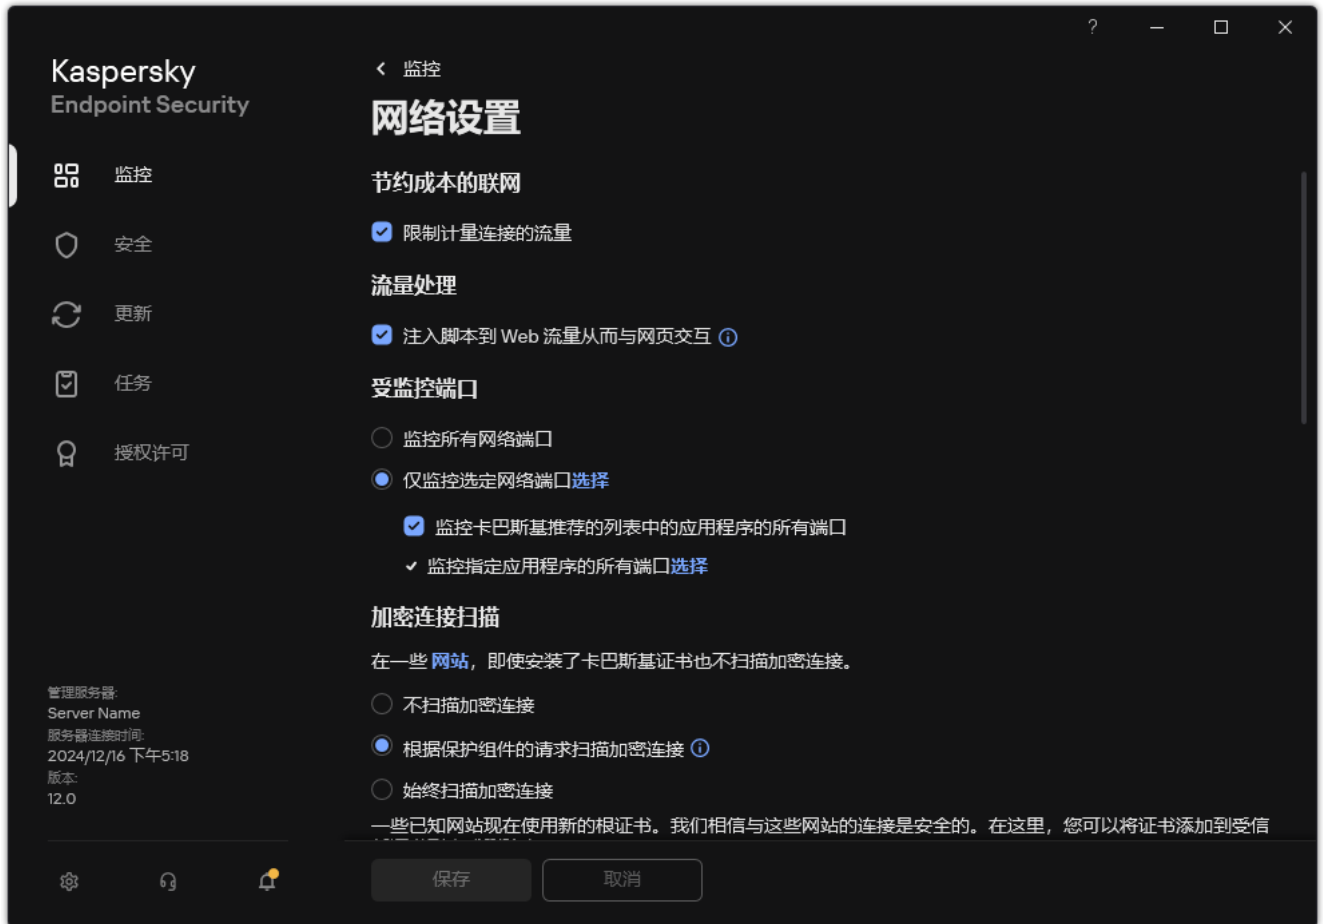 ?
Kaspersky
Endpoint Security
监控
安全
更新
任务
授权许可
管理服务器:
Server Name
服务器连接时间:
2024/12/16 下午5:18
版本:
12.0
监控
网络设置
节约成本的联网
限制计量连接的流量
流量处理
注入脚本到 Web 流量从而与网页交互
受监控端口
监控所有网络端口
仅监控选定网络端口选择
监控卡巴斯基推荐的列表中的应用程序的所有端口
监控指定应用程序的所有端口选择
加密连接扫描
在一些 网站，即使安装了卡巴斯基证书也不扫描加密连接。
不扫描加密连接
根据保护组件的请求扫描加密连接
始终扫描加密连接
一些已知网站现在使用新的根证书。我们相信与这些网站的连接是安全的。在这里，您可以将证书添加到受信
保存
取消